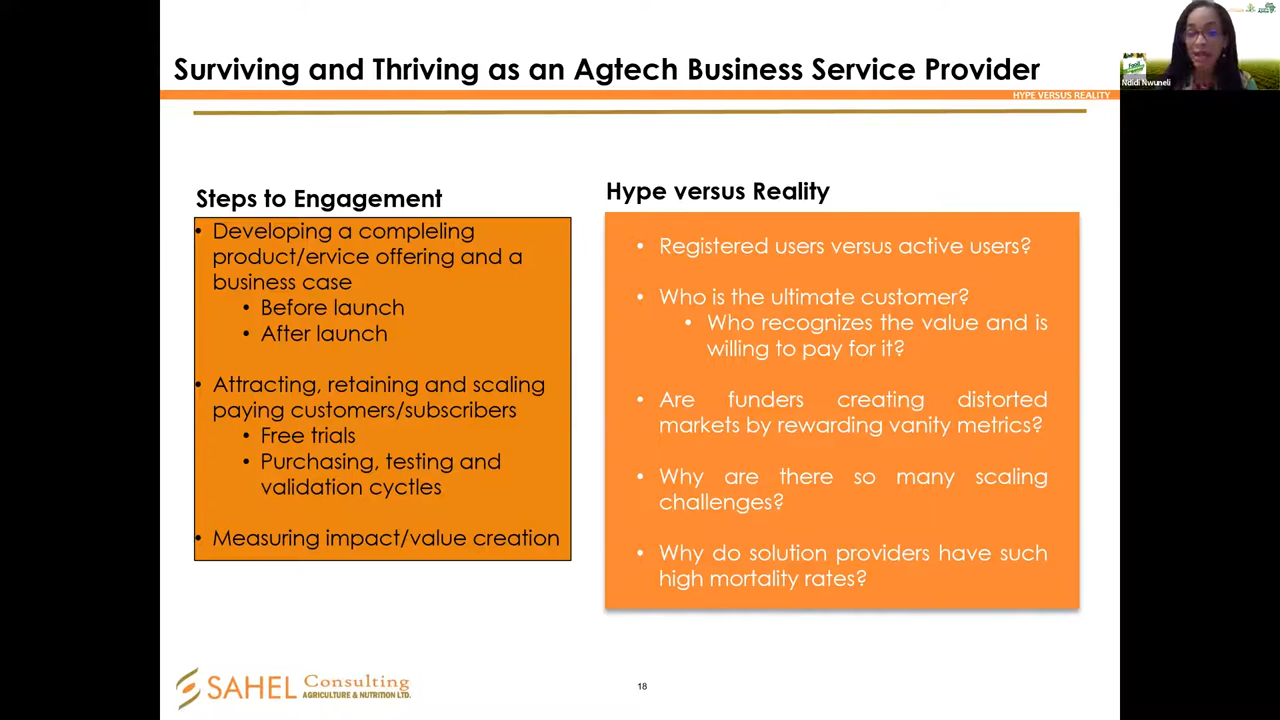 Surviving and Thriving as an Agtech Business Service Provider
HYPE VERSUS REALITY
Ndidi Nwuneli
Steps to Engagement
• Developing a compleling
product/ervice offering and a
business case
• Before launch
• After launch
• Attracting, retaining and scaling
paying customers/subscribers
• Free trials
• Purchasing, testing and
validation cyctles
• Measuring impact/value creation
Hype versus Reality
• Registered users versus active users?
• Who is the ultimate customer?
• Who recognizes the value and is
willing to pay for it?
• Are funders creating distorted
markets by rewarding vanity metrics?
• Why are there so many scaling
challenges?
• Why do solution providers have such
high mortality rates?
SAHEL Consulting
AGRICULTURE & NUTRITION LTD.
18